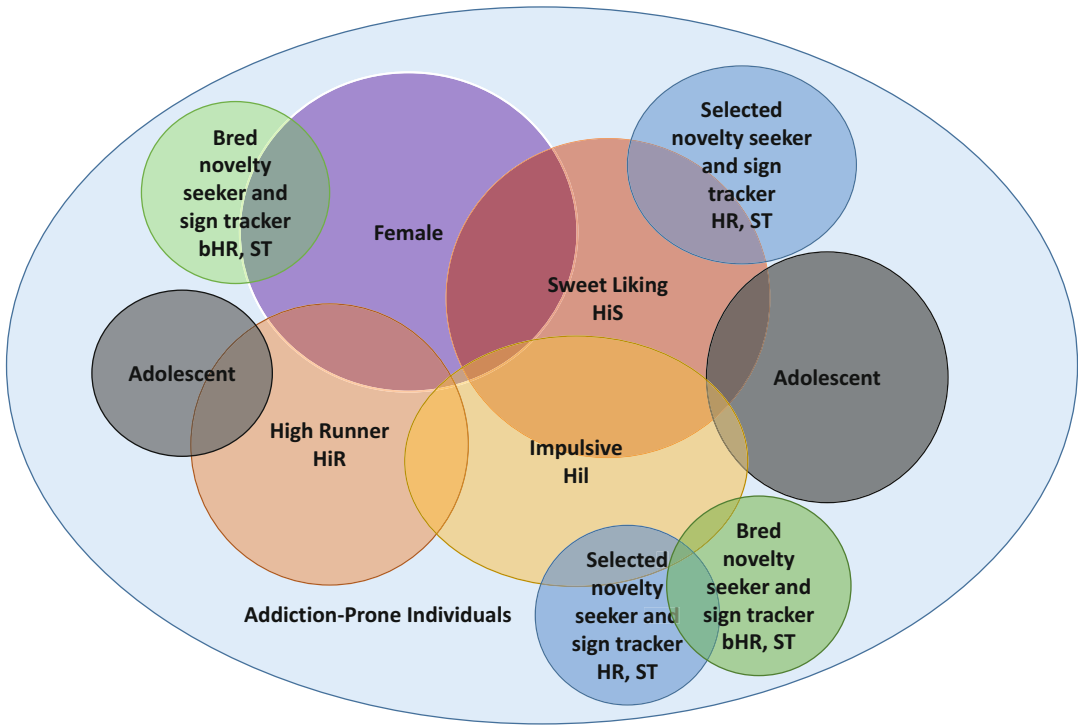 Bred
novelty
seeker and
sign tracker
bHR, ST
Female
Selected
novelty seeker
and sign
tracker
HR, ST
Sweet Liking
HiS
Adolescent
Adolescent
High Runner
HiR
Impulsive
HiI
Addiction-Prone Individuals
Selected
novelty
seeker and
sign tracker
HR, ST
Bred
novelty
seeker and
sign tracker
bHR, ST